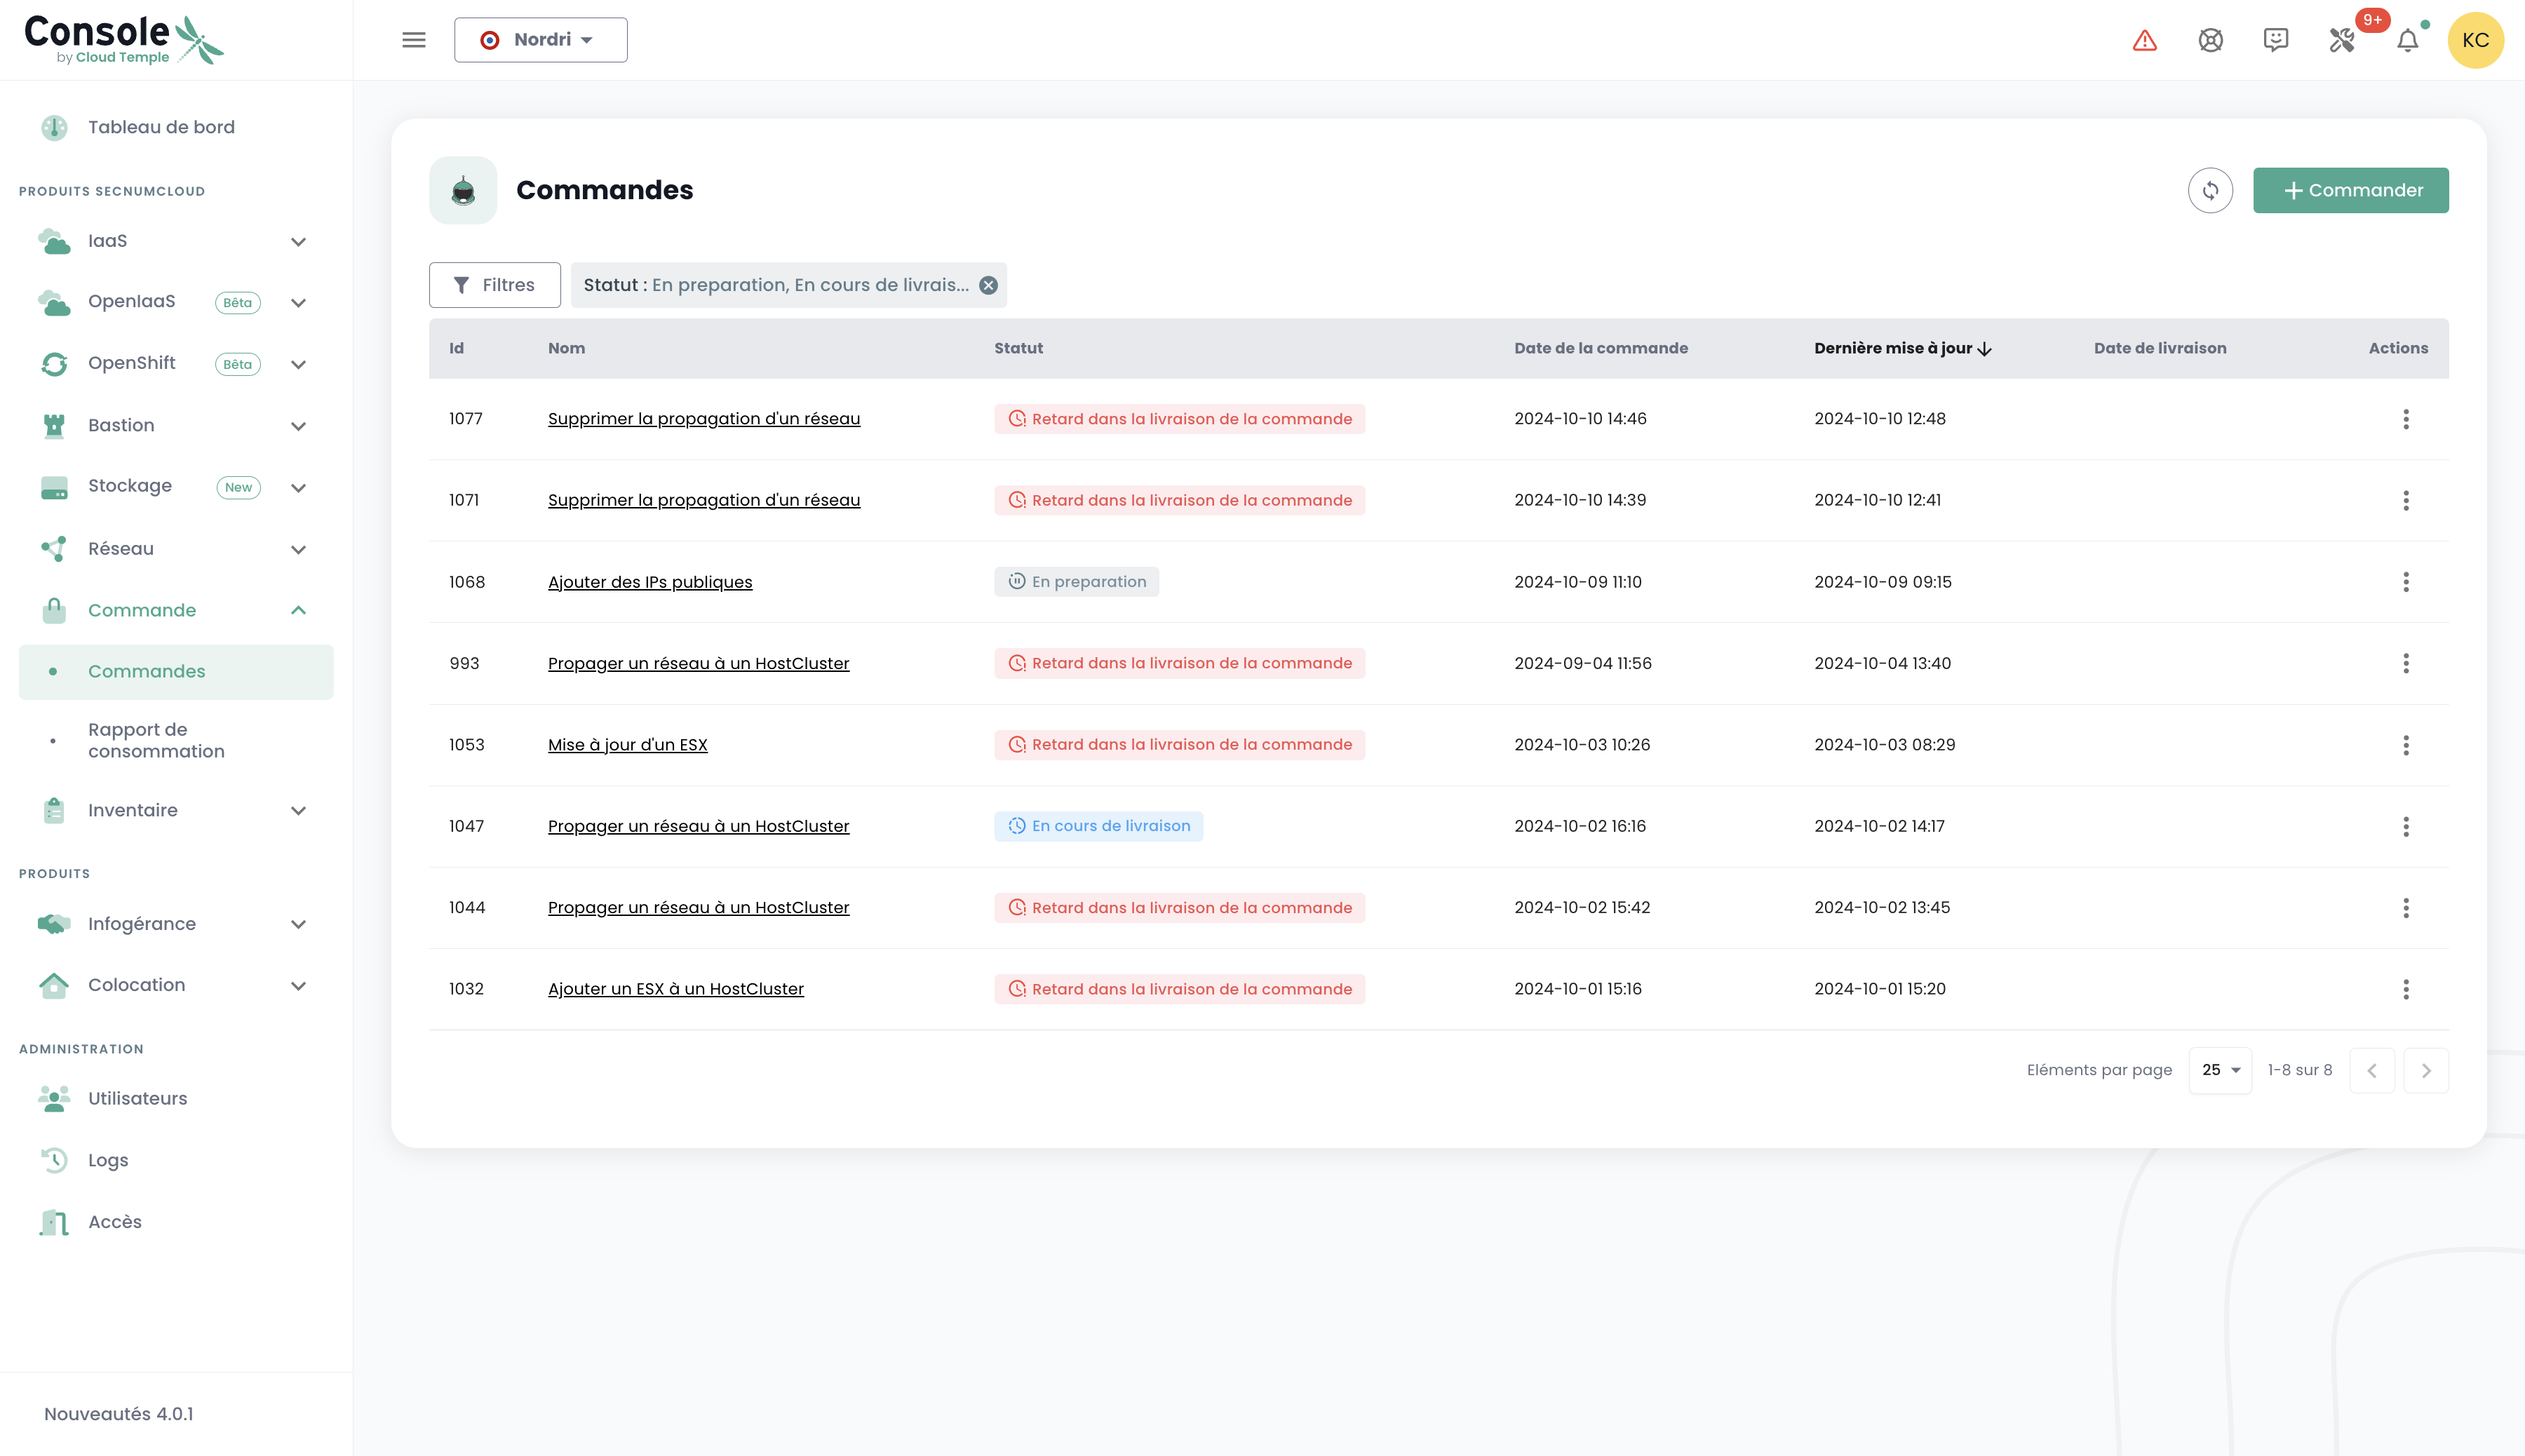 Console
by Cloud Temple
Nordri
9+
KC
Tableau de bord
PRODUITS SECNUMCLOUD
IaaS
OpenIaaS Bêta
OpenShift Bêta
Bastion
Stockage New
Réseau
Commande
Commandes
Rapport de
consommation
Inventaire
PRODUITS
Infogérance
Colocation
ADMINISTRATION
Utilisateurs
Logs
Accès
Nouveautés 4.0.1
Commandes
Commander
Filtres
Statut : En preparation, En cours de livrais...
Id Nom Statut Date de la commande Dernière mise à jour Date de livraison Actions
1077 Supprimer la propagation d'un réseau Retard dans la livraison de la commande 2024-10-10 14:46 2024-10-10 12:48
1071 Supprimer la propagation d'un réseau Retard dans la livraison de la commande 2024-10-10 14:39 2024-10-10 12:41
1068 Ajouter des IPs publiques En preparation 2024-10-09 11:10 2024-10-09 09:15
993 Propager un réseau à un HostCluster Retard dans la livraison de la commande 2024-09-04 11:56 2024-10-04 13:40
1053 Mise à jour d'un ESX Retard dans la livraison de la commande 2024-10-03 10:26 2024-10-03 08:29
1047 Propager un réseau à un HostCluster En cours de livraison 2024-10-02 16:16 2024-10-02 14:17
1044 Propager un réseau à un HostCluster Retard dans la livraison de la commande 2024-10-02 15:42 2024-10-02 13:45
1032 Ajouter un ESX à un HostCluster Retard dans la livraison de la commande 2024-10-01 15:16 2024-10-01 15:20
Eléments par page 25 1-8 sur 8